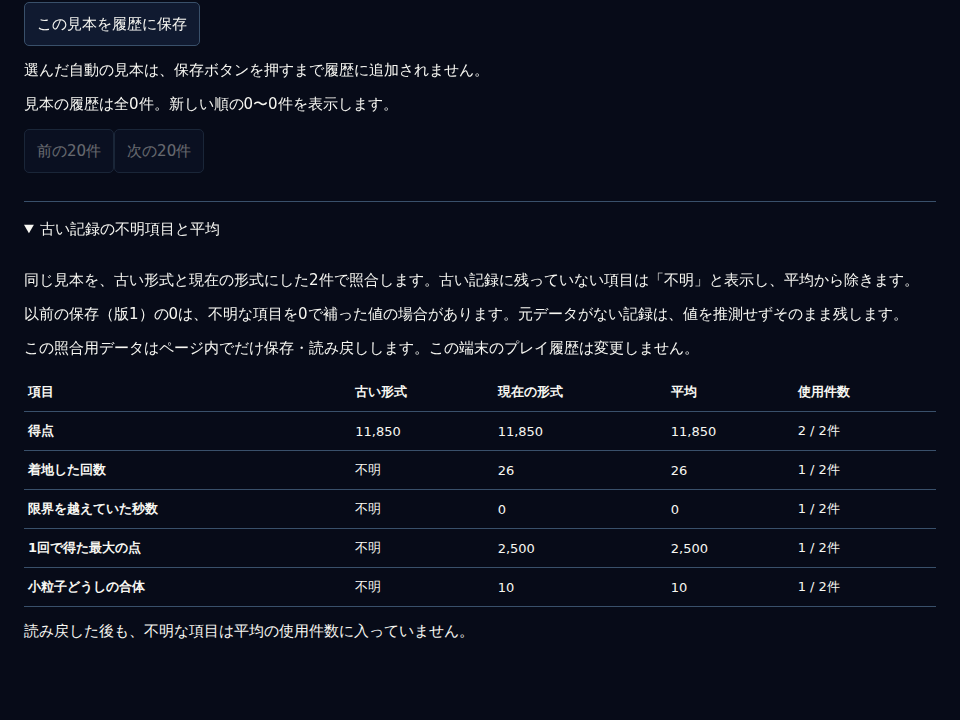 この見本を履歴に保存
選んだ自動の見本は、保存ボタンを押すまで履歴に追加されません。
見本の履歴は全0件。新しい順の0〜0件を表示します。
前の20件 次の20件
▼ 古い記録の不明項目と平均
同じ見本を、古い形式と現在の形式にした2件で照合します。古い記録に残っていない項目は「不明」と表示し、平均から除きます。
以前の保存（版1）の0は、不明な項目を0で補った値の場合があります。元データがない記録は、値を推測せずそのまま残します。
この照合用データはページ内でだけ保存・読み戻しします。この端末のプレイ履歴は変更しません。
項目 古い形式 現在の形式 平均 使用件数
得点 11,850 11,850 11,850 2 / 2件
着地した回数 不明 26 26 1 / 2件
限界を越えていた秒数 不明 0 0 1 / 2件
1回で得た最大の点 不明 2,500 2,500 1 / 2件
小粒子どうしの合体 不明 10 10 1 / 2件
読み戻した後も、不明な項目は平均の使用件数に入っていません。